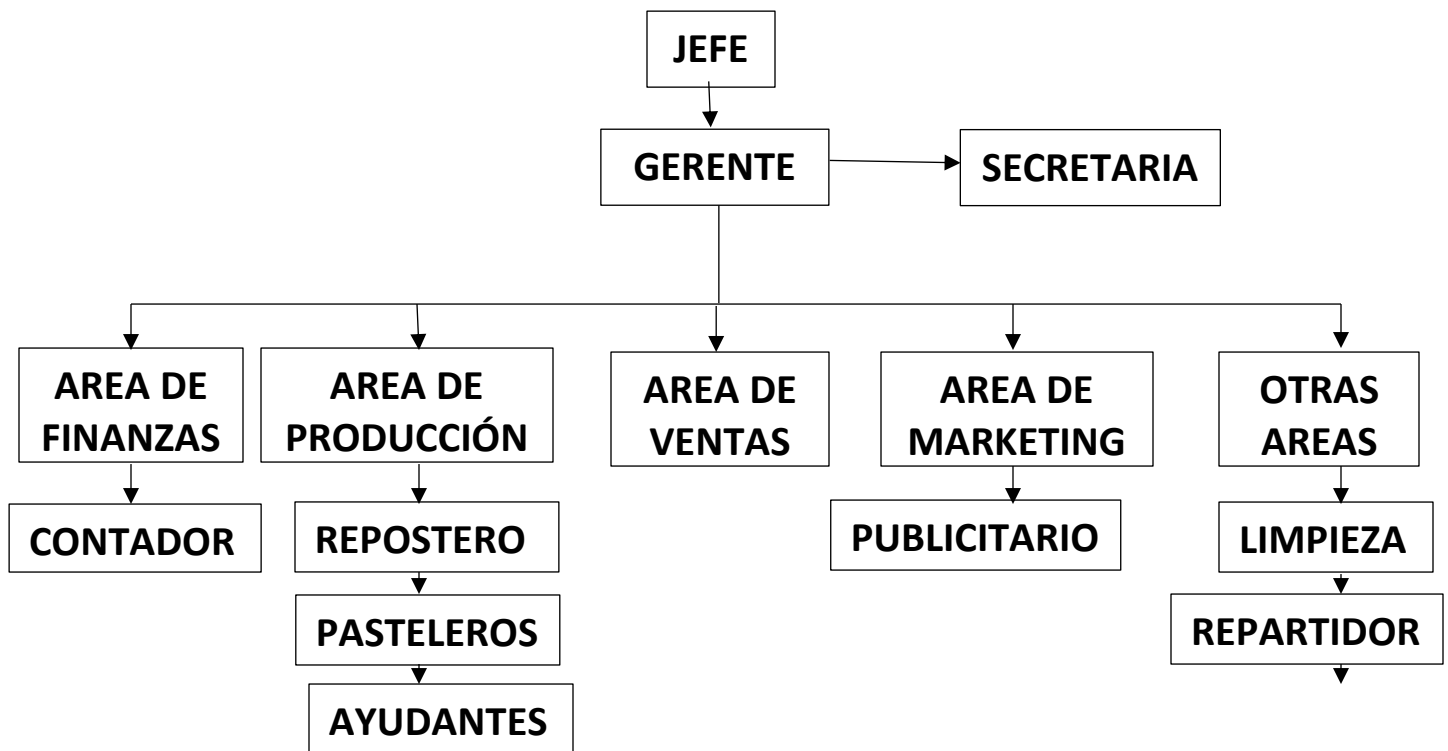 JEFE
GERENTE
SECRETARIA
AREA DE
FINANZAS
AREA DE
PRODUCCIÓN
AREA DE
VENTAS
AREA DE
MARKETING
OTRAS
AREAS
CONTADOR
REPOSTERO
PUBLICITARIO
LIMPIEZA
PASTELEROS
REPARTIDOR
AYUDANTES